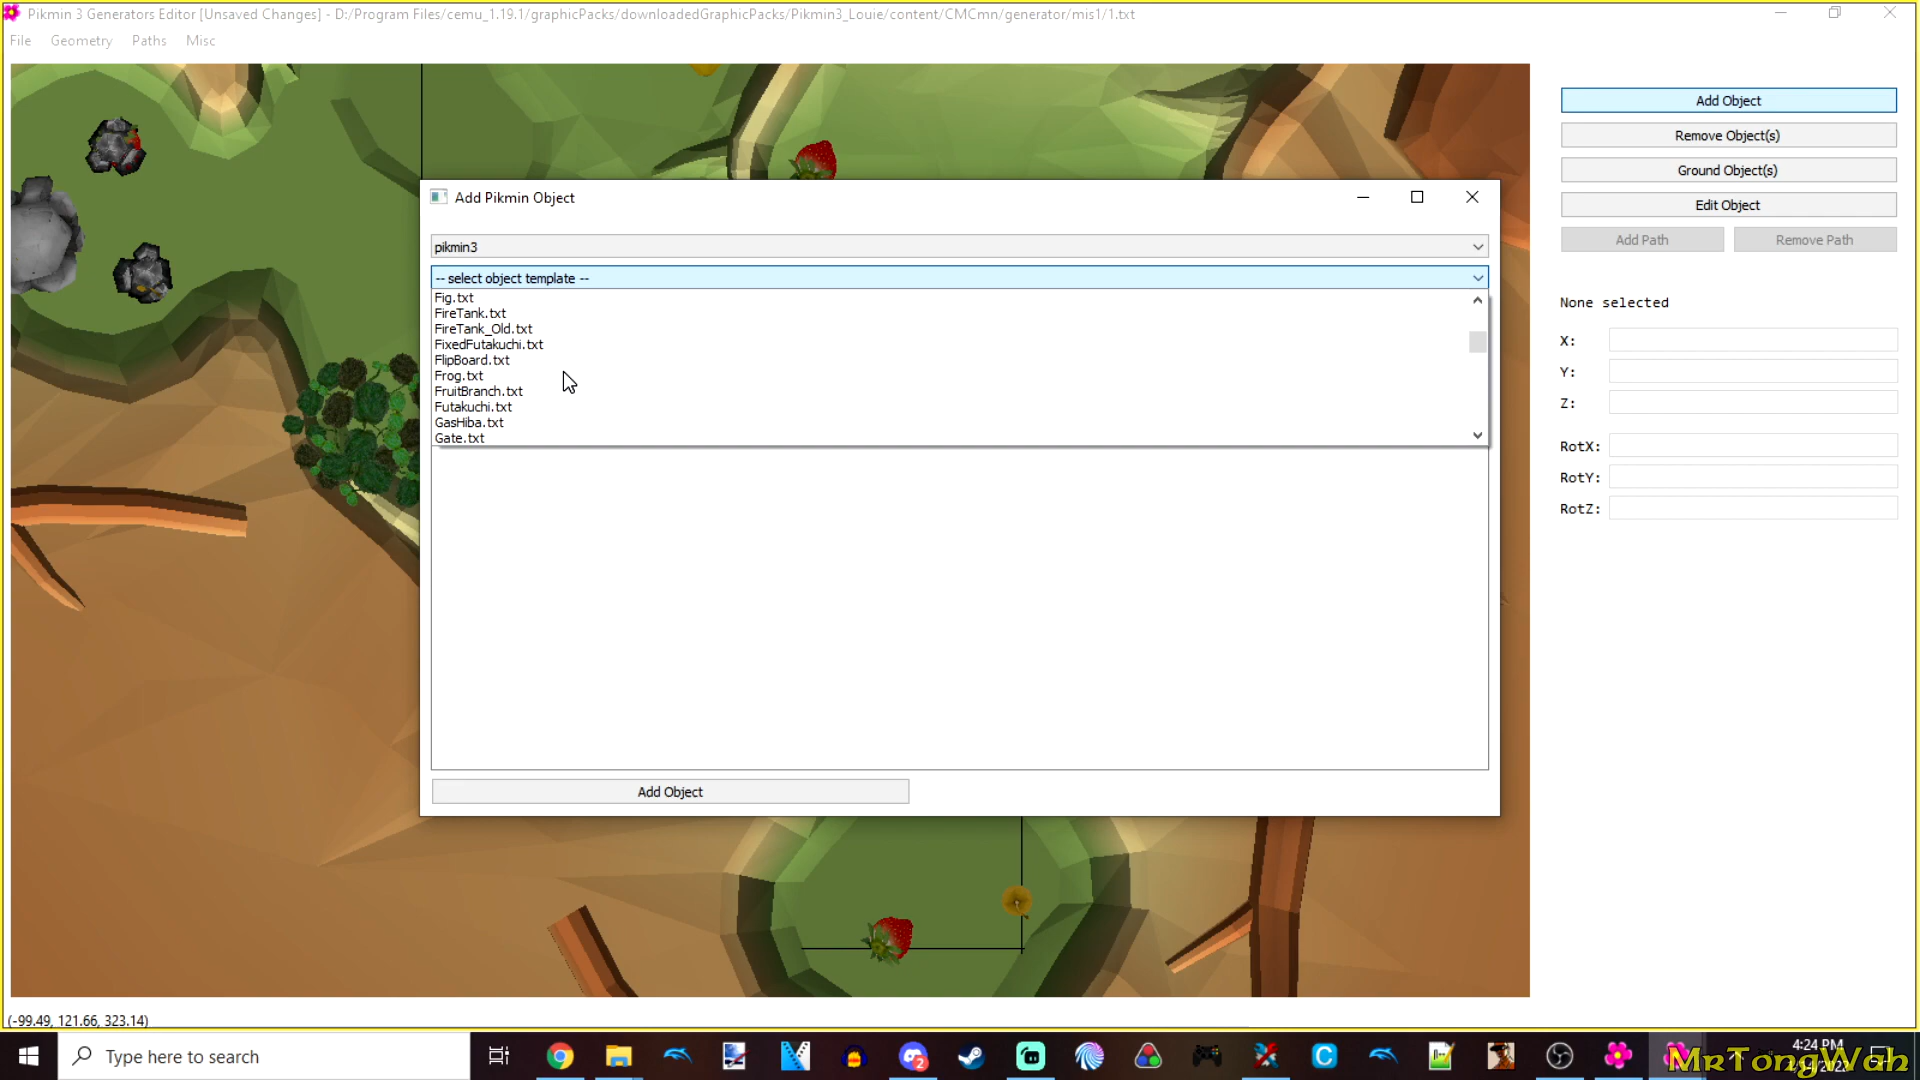 Pikmin 3 Generators Editor [Unsaved Changes] - D:/Program Files/cemu_1.19.1/graphicPacks/downloadedGraphicPacks/Pikmin3_Louie/content/CMCmn/generator/mis1/1.txt
File Geometry Paths Misc
Add Object
Remove Object(s)
Ground Object(s)
Edit Object
Add Path Remove Path
None selected
X:
Y:
Z:
RotX:
RotY:
RotZ:
Add Pikmin Object
pikmin3
-- select object template --
Fig.txt
FireTank.txt
FireTank_Old.txt
FixedFutakuchi.txt
FlipBoard.txt
Frog.txt
FruitBranch.txt
Futakuchi.txt
GasHiba.txt
Gate.txt
Add Object
(-99.49, 121.66, 323.14)
Type here to search
2
4:24 PM
MrTongWah